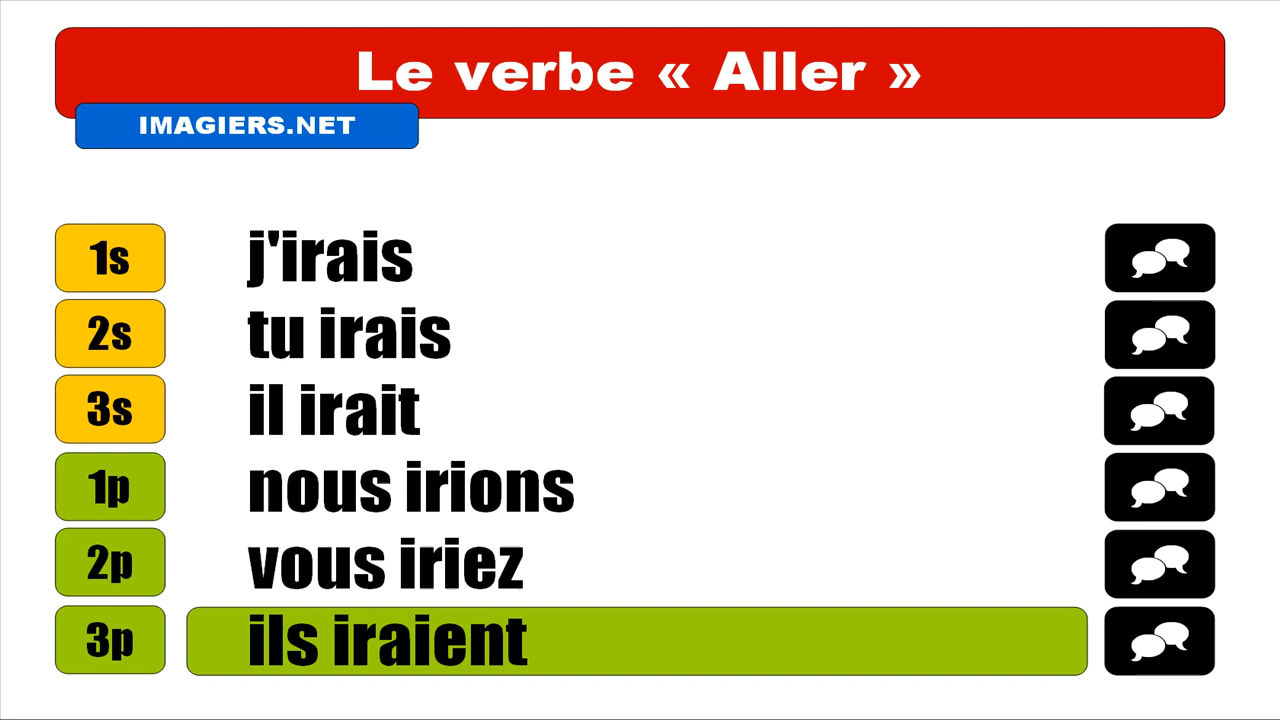 Le verbe « Aller »
IMAGIERS.NET
1s j'irais
2s tu irais
3s il irait
1p nous irions
2p vous iriez
3p ils iraient